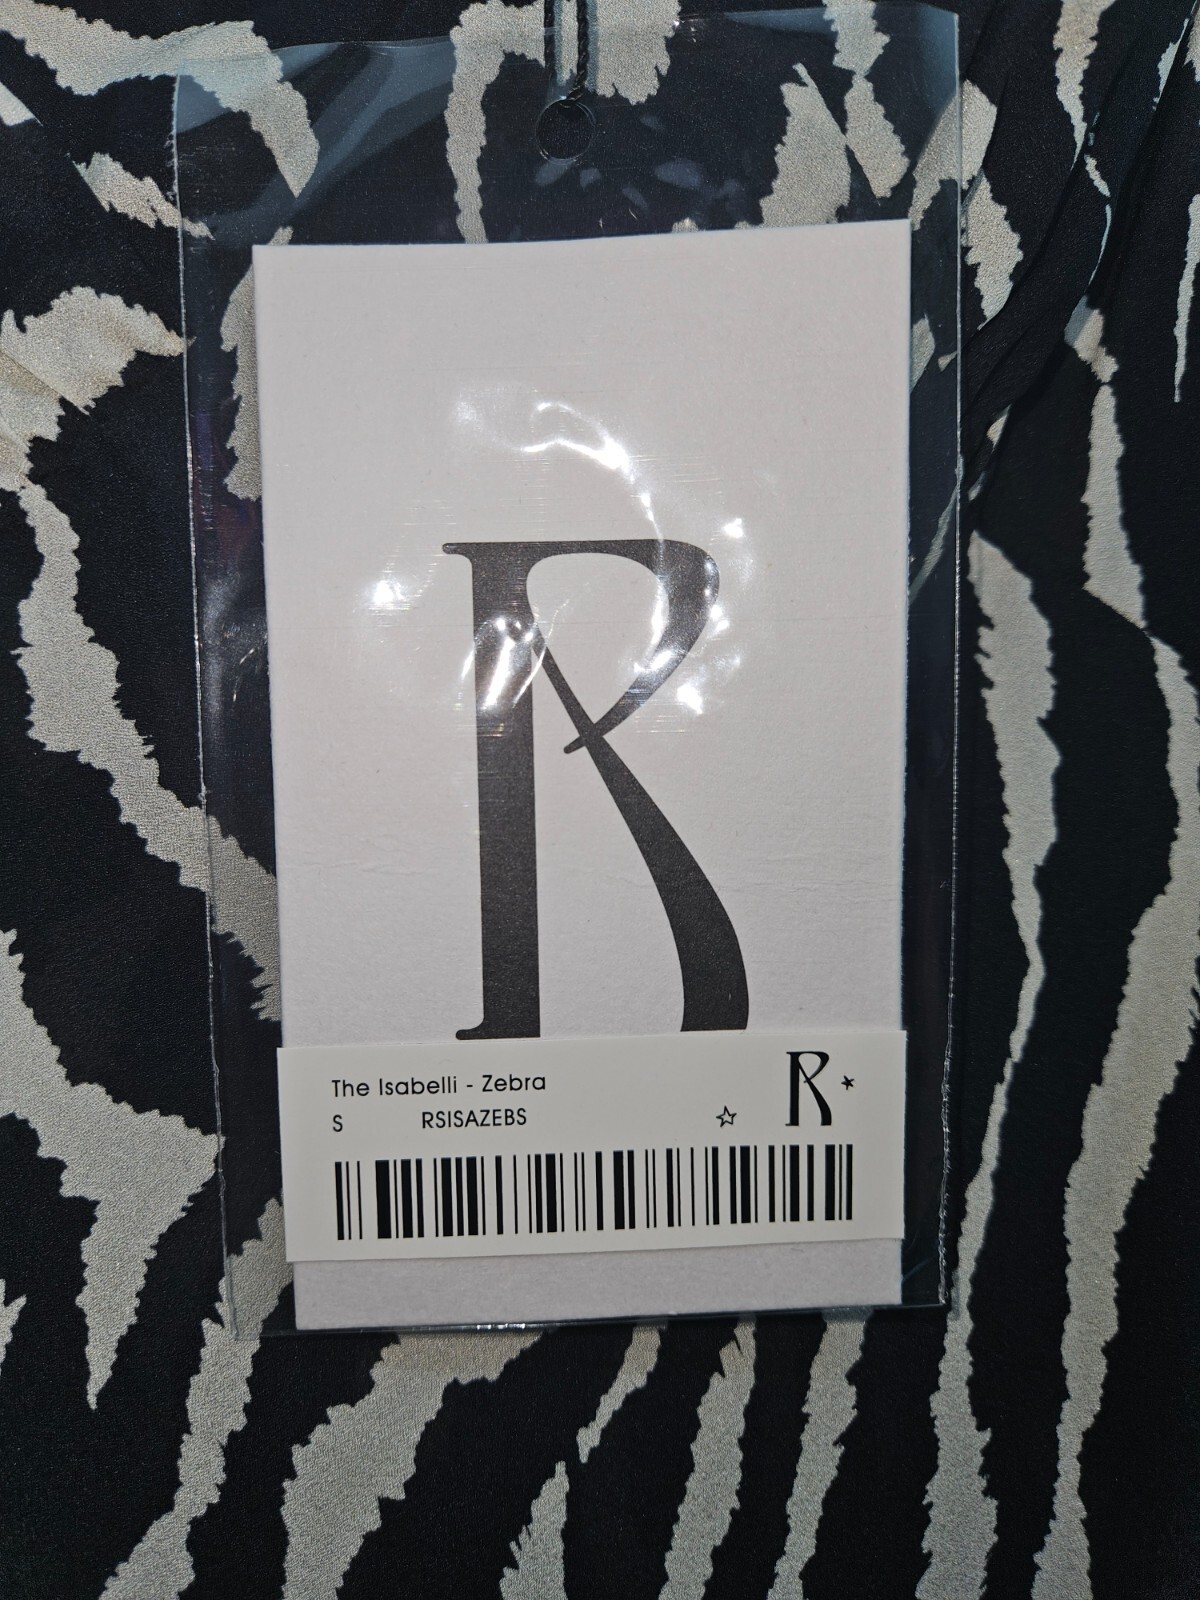 R
The Isabelli - Zebra
S RSISAZEBS
R